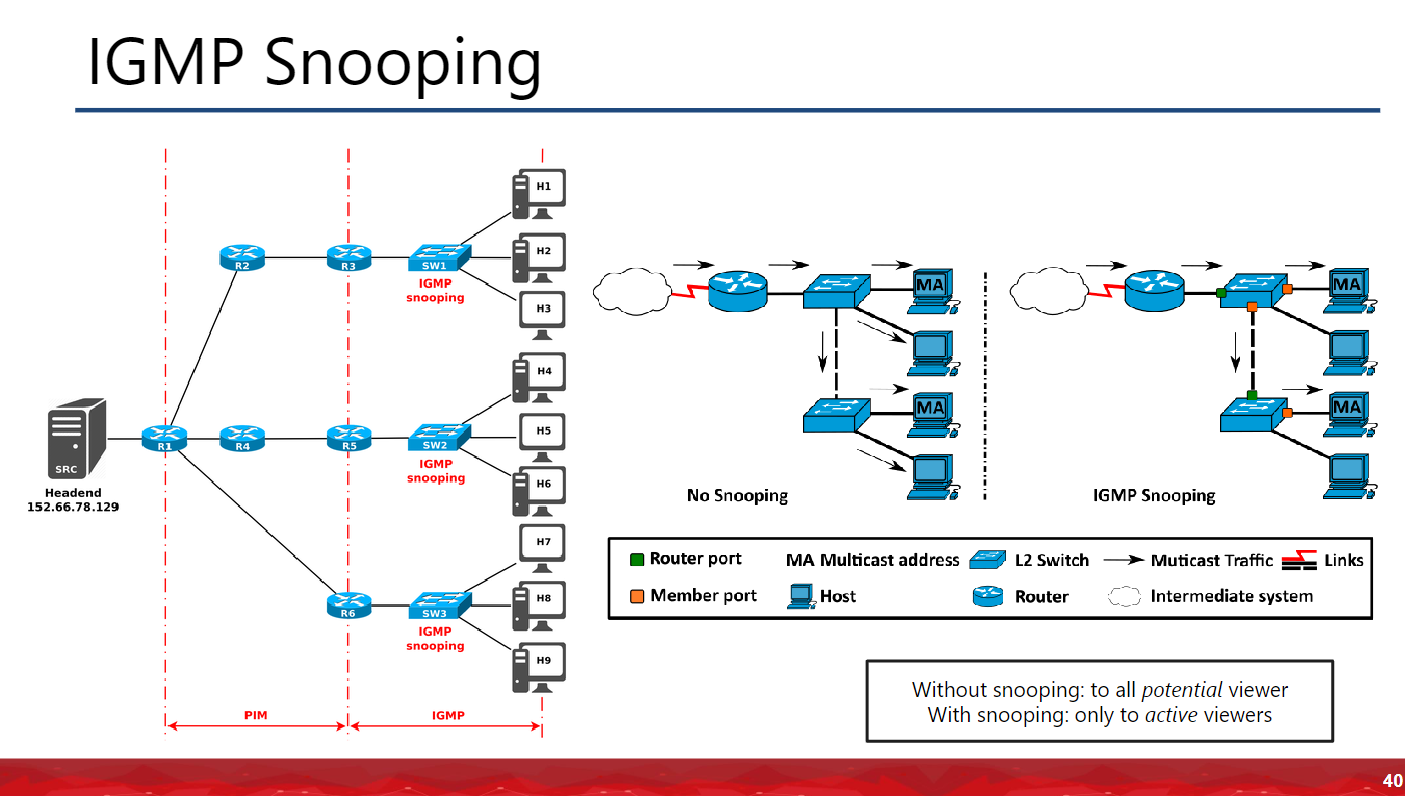 IGMP Snooping
H1
H2
H3
R2
R3
SW1
IGMP
snooping
H4
H5
H6
SRC
R1
R4
R5
SW2
IGMP
snooping
Headend
152.66.78.129
H7
H8
H9
R6
SW3
IGMP
snooping
PIM
IGMP
MA
MA
No Snooping
MA
MA
IGMP Snooping
Router port
MA Multicast address
L2 Switch
Muticast Traffic
Links
Member port
Host
Router
Intermediate system
Without snooping: to all potential viewer
With snooping: only to active viewers
40